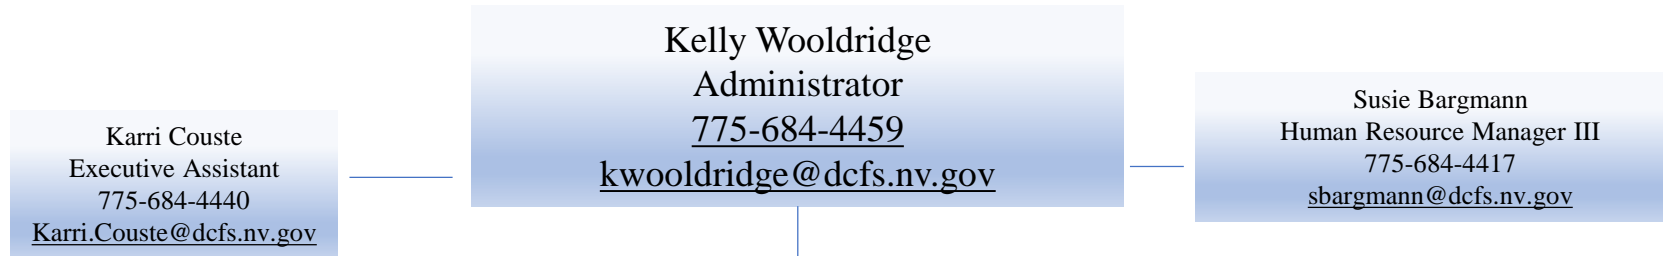 Kelly Wooldridge
Administrator
775-684-4459
kwooldridge@dcfs.nv.gov
Karri Couste
Executive Assistant
775-684-4440
Karri.Couste@dcfs.nv.gov
Susie Bargmann
Human Resource Manager III
775-684-4417
sbargmann@dcfs.nv.gov